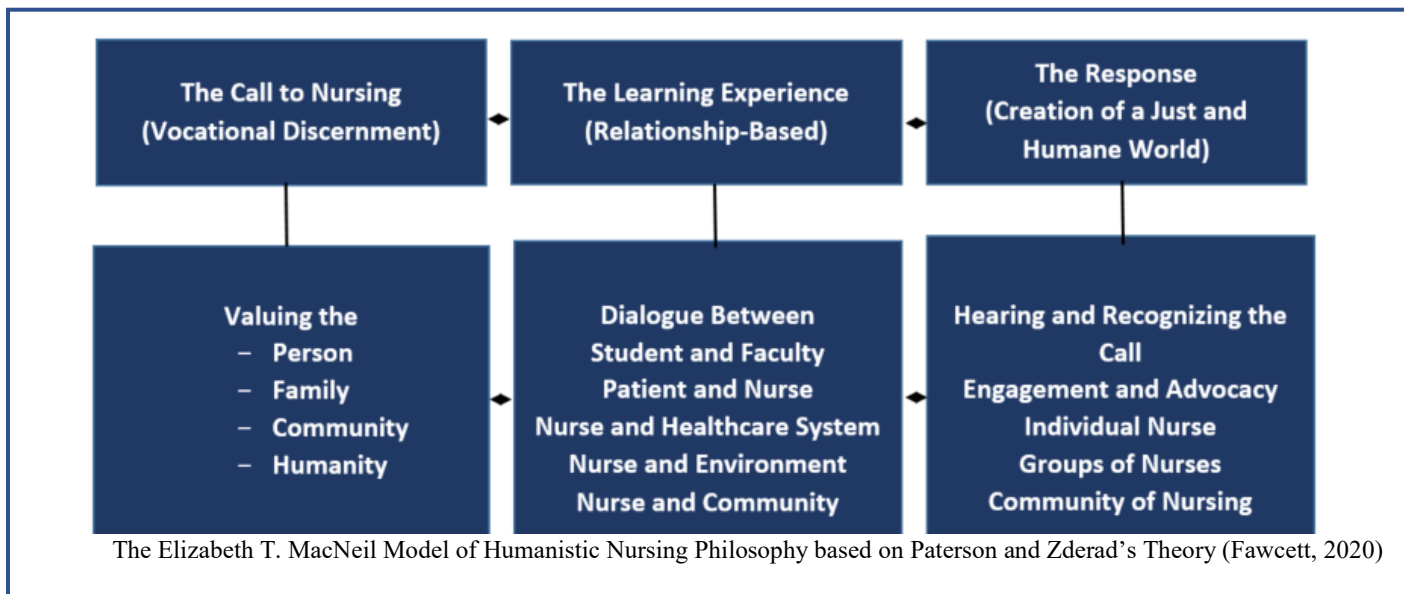 The Call to Nursing
(Vocational Discernment)
The Learning Experience
(Relationship-Based)
The Response
(Creation of a Just and
Humane World)
Valuing the
– Person
– Family
– Community
– Humanity
Dialogue Between
Student and Faculty
Patient and Nurse
Nurse and Healthcare System
Nurse and Environment
Nurse and Community
Hearing and Recognizing the
Call
Engagement and Advocacy
Individual Nurse
Groups of Nurses
Community of Nursing
The Elizabeth T. MacNeil Model of Humanistic Nursing Philosophy based on Paterson and Zderad’s Theory (Fawcett, 2020)